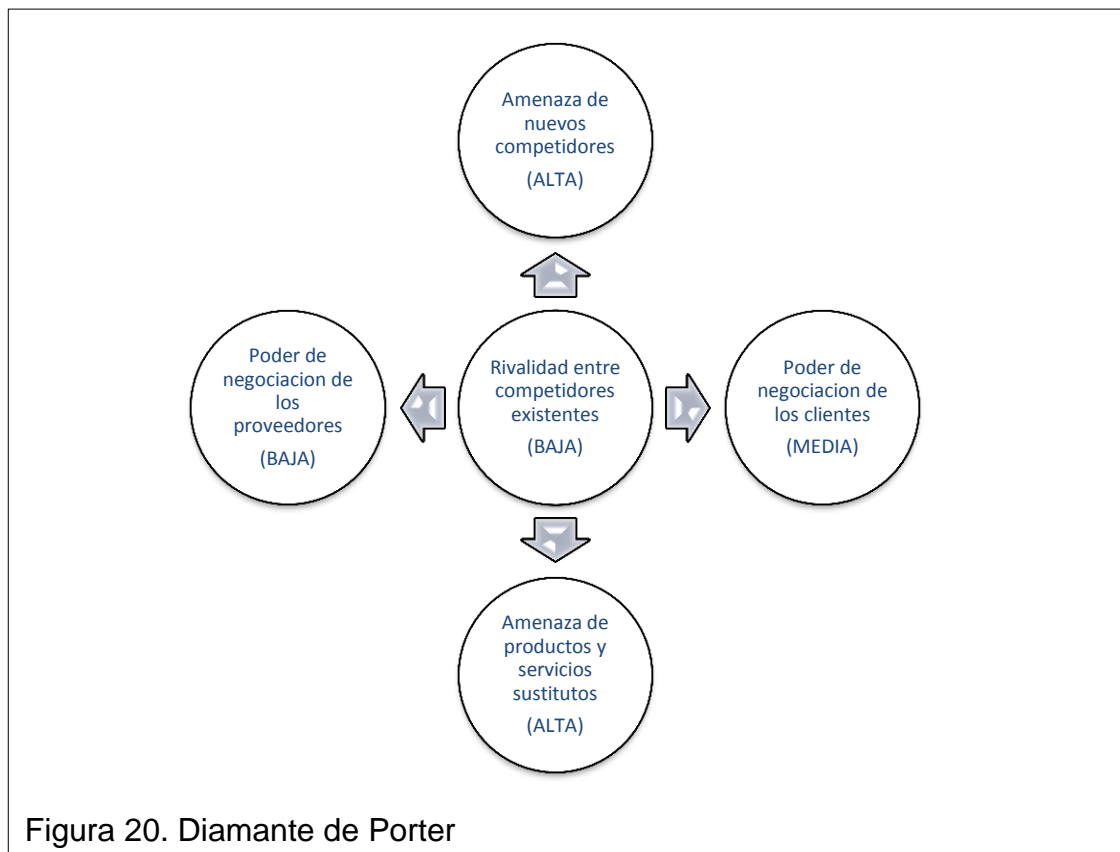 Amenaza de
nuevos
competidores
(ALTA)
Poder de
negociacion de
los
proveedores
(BAJA)
Rivalidad entre
competidores
existentes
(BAJA)
Poder de
negociacion de
los clientes
(MEDIA)
Amenaza de
productos y
servicios
sustitutos
(ALTA)
Figura 20. Diamante de Porter